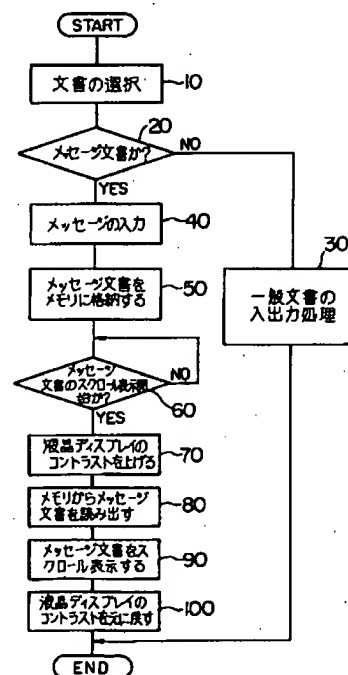 START
文書の選択
10
20
メッセージ文書か?
NO
YES
メッセージの入力
40
30
メッセージ文書を
メモリに格納する
50
一般文書の
入出力処理
メッセージ
文書のスクロール表示開
始か?
NO
60
YES
液晶ディスプレイの
コントラストを上げる
70
メモリからメッセージ
文書を読み出す
80
メッセージ文書をス
クロール表示する
90
液晶ディスプレイの
コントラストを元に戻す
100
END